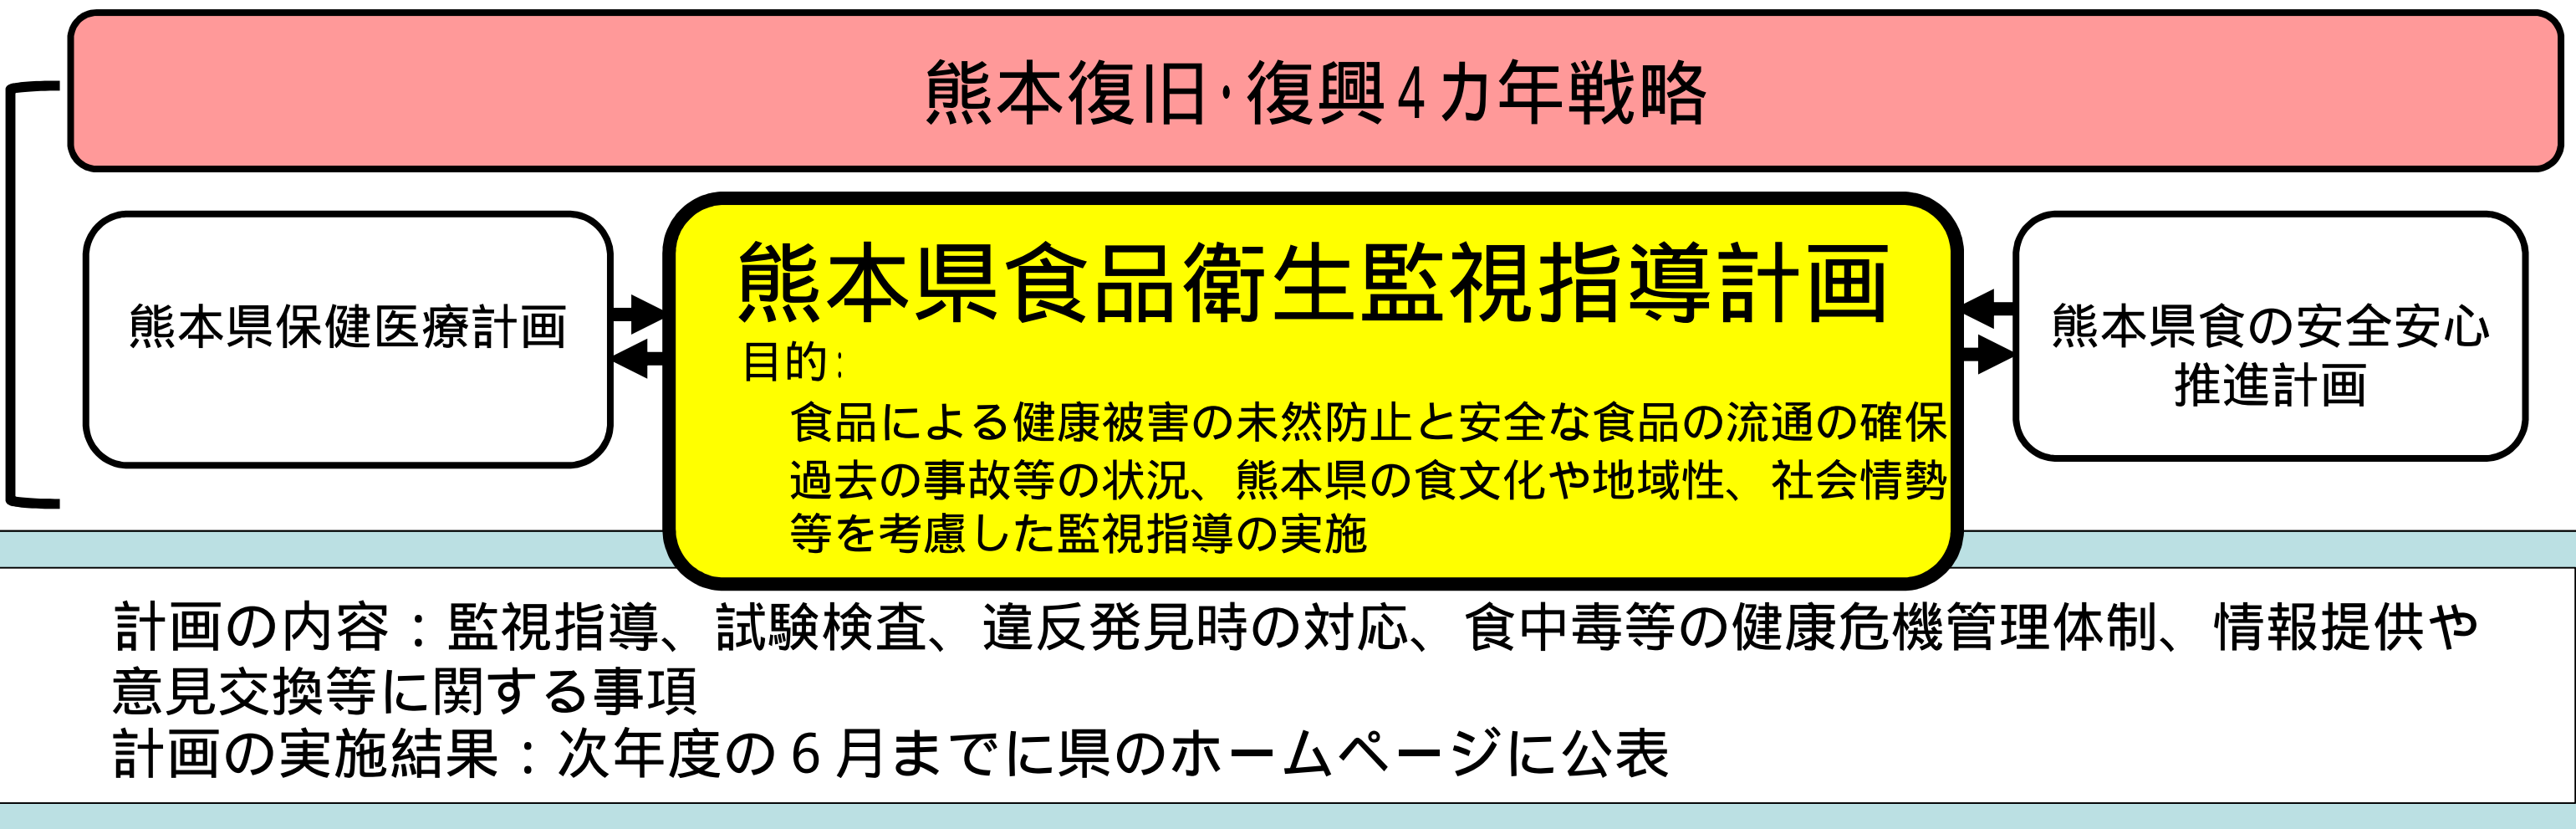 熊本復旧・復興4カ年戦略
熊本県保健医療計画
熊本県食品衛生監視指導計画
目的:
食品による健康被害の未然防止と安全な食品の流通の確保
過去の事故等の状況、熊本県の食文化や地域性、社会情勢
等を考慮した監視指導の実施
熊本県食の安全安心
推進計画
計画の内容：監視指導、試験検査、違反発見時の対応、食中毒等の健康危機管理体制、情報提供や
意見交換等に関する事項
計画の実施結果：次年度の6月までに県のホームページに公表